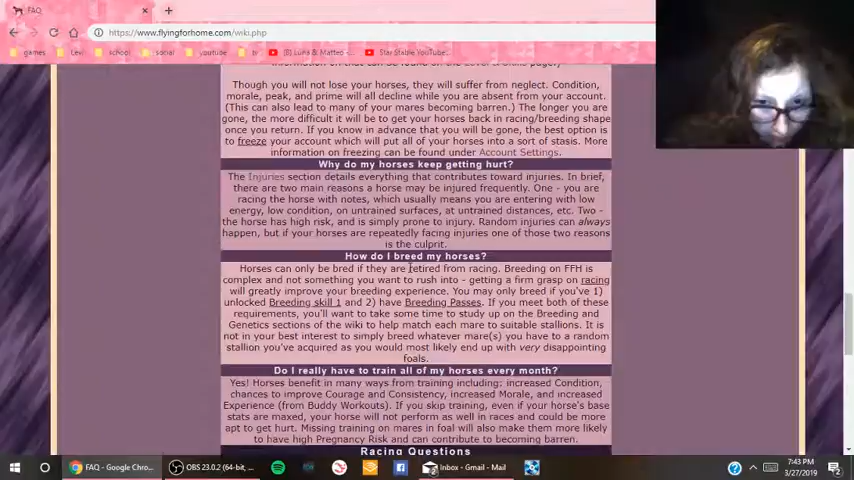 FAQ
https://www.flyingforhome.com/wiki.php
games
Levi
school
social
youtube
tv
(8) Luna & Matteo -...
Star Stable YouTube...
Though you will not lose your horses, they will suffer from neglect. Condition,
morale, peak, and prime will all decline while you are absent from your account.
(This can also lead to many of your mares becoming barren.) The longer you are
gone, the more difficult it will be to get your horses back in racing/breeding shape
once you return. If you know in advance that you will be gone, the best option is
to freeze your account which will put all of your horses into a sort of stasis. More
information on freezing can be found under Account Settings.
Why do my horses keep getting hurt?
The Injuries section details everything that contributes toward injuries. In brief,
there are two main reasons a horse may be injured frequently. One - you are
racing the horse with notes, which usually means you are entering with low
energy, low condition, on untrained surfaces, at untrained distances, etc. Two -
the horse has high risk, and is simply prone to injury. Random injuries can always
happen, but if your horses are repeatedly facing injuries one of those two reasons
is the culprit.
How do I breed my horses?
Horses can only be bred if they are retired from racing. Breeding on FFH is
complex and not something you want to rush into - getting a firm grasp on racing
will greatly improve your breeding experience. You may only breed if you've 1)
unlocked Breeding skill 1 and 2) have Breeding Passes. If you meet both of these
requirements, you'll want to take some time to study up on the Breeding and
Genetics sections of the wiki to help match each mare to suitable stallions. It is
not in your best interest to simply breed whatever mare(s) you have to a random
stallion you've acquired as you would most likely end up with very disappointing
foals.
Do I really have to train all of my horses every month?
Yes! Horses benefit in many ways from training including: increased Condition,
chances to improve Courage and Consistency, increased Morale, and increased
Experience (from Buddy Workouts). If you skip training, even if your horse's base
stats are maxed, your horse will not perform as well in races and could be more
apt to get hurt. Missing training on mares in foal will also make them more likely
to have high Pregnancy Risk and can contribute to becoming barren.
Racing Questions
FAQ - Google Chro...
OBS 23.0.2 (64-bit, ...
Inbox - Gmail - Mo...
7:43 PM
3/27/2019